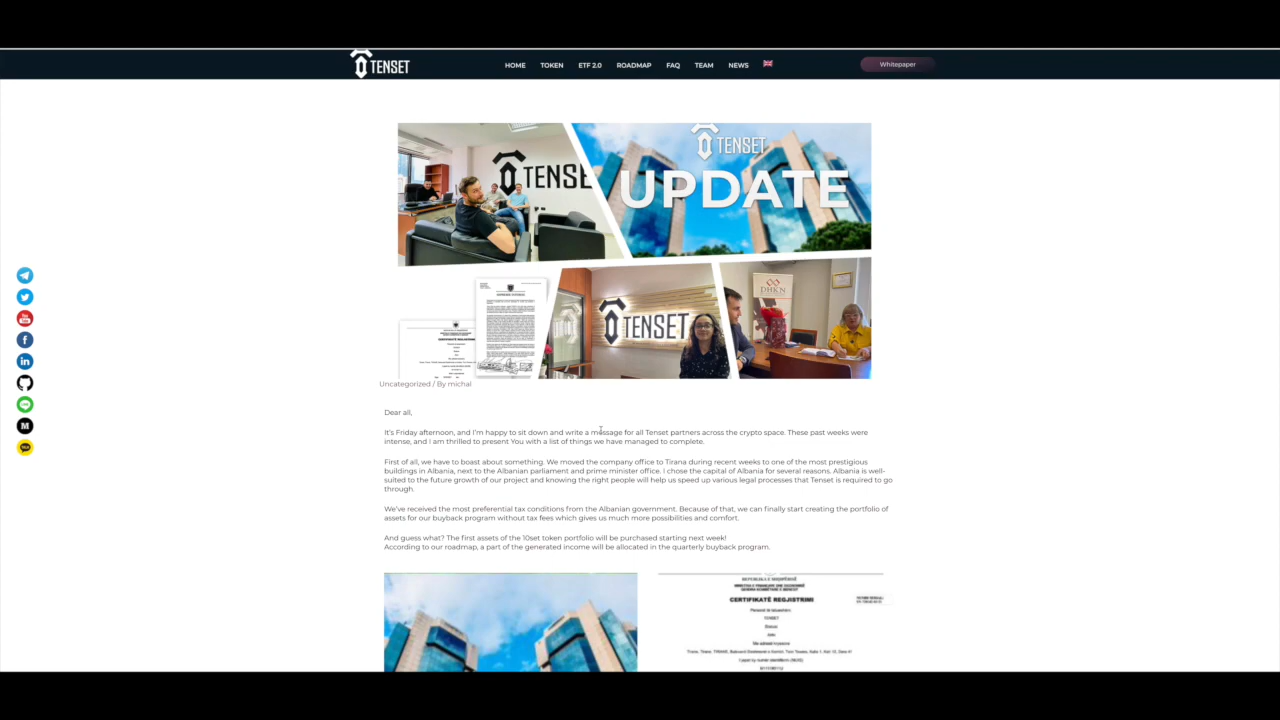 TENSET
HOME
TOKEN
ETF 2.0
ROADMAP
FAQ
TEAM
NEWS
Whitepaper
TENSE
TENSET
UPDATE
TENSET
DHKN
Uncategorized / By michal
Dear all,
It's Friday afternoon, and I'm happy to sit down and write a message for all Tenset partners across the crypto space. These past weeks were
intense, and I am thrilled to present You with a list of things we have managed to complete.
First of all, we have to boast about something. We moved the company office to Tirana during recent weeks to one of the most prestigious
buildings in Albania, next to the Albanian parliament and prime minister office. I chose the capital of Albania for several reasons. Albania is well-
suited to the future growth of our project and knowing the right people will help us speed up various legal processes that Tenset is required to go
through.
We've received the most preferential tax conditions from the Albanian government. Because of that, we can finally start creating the portfolio of
assets for our buyback program without tax fees which gives us much more possibilities and comfort.
And guess what? The first assets of the 10set token portfolio will be purchased starting next week!
According to our roadmap, a part of the generated income will be allocated in the quarterly buyback program.
REPUBLIKA E SHQIPËRISË
CERTIFIKATË REGJISTRIMI